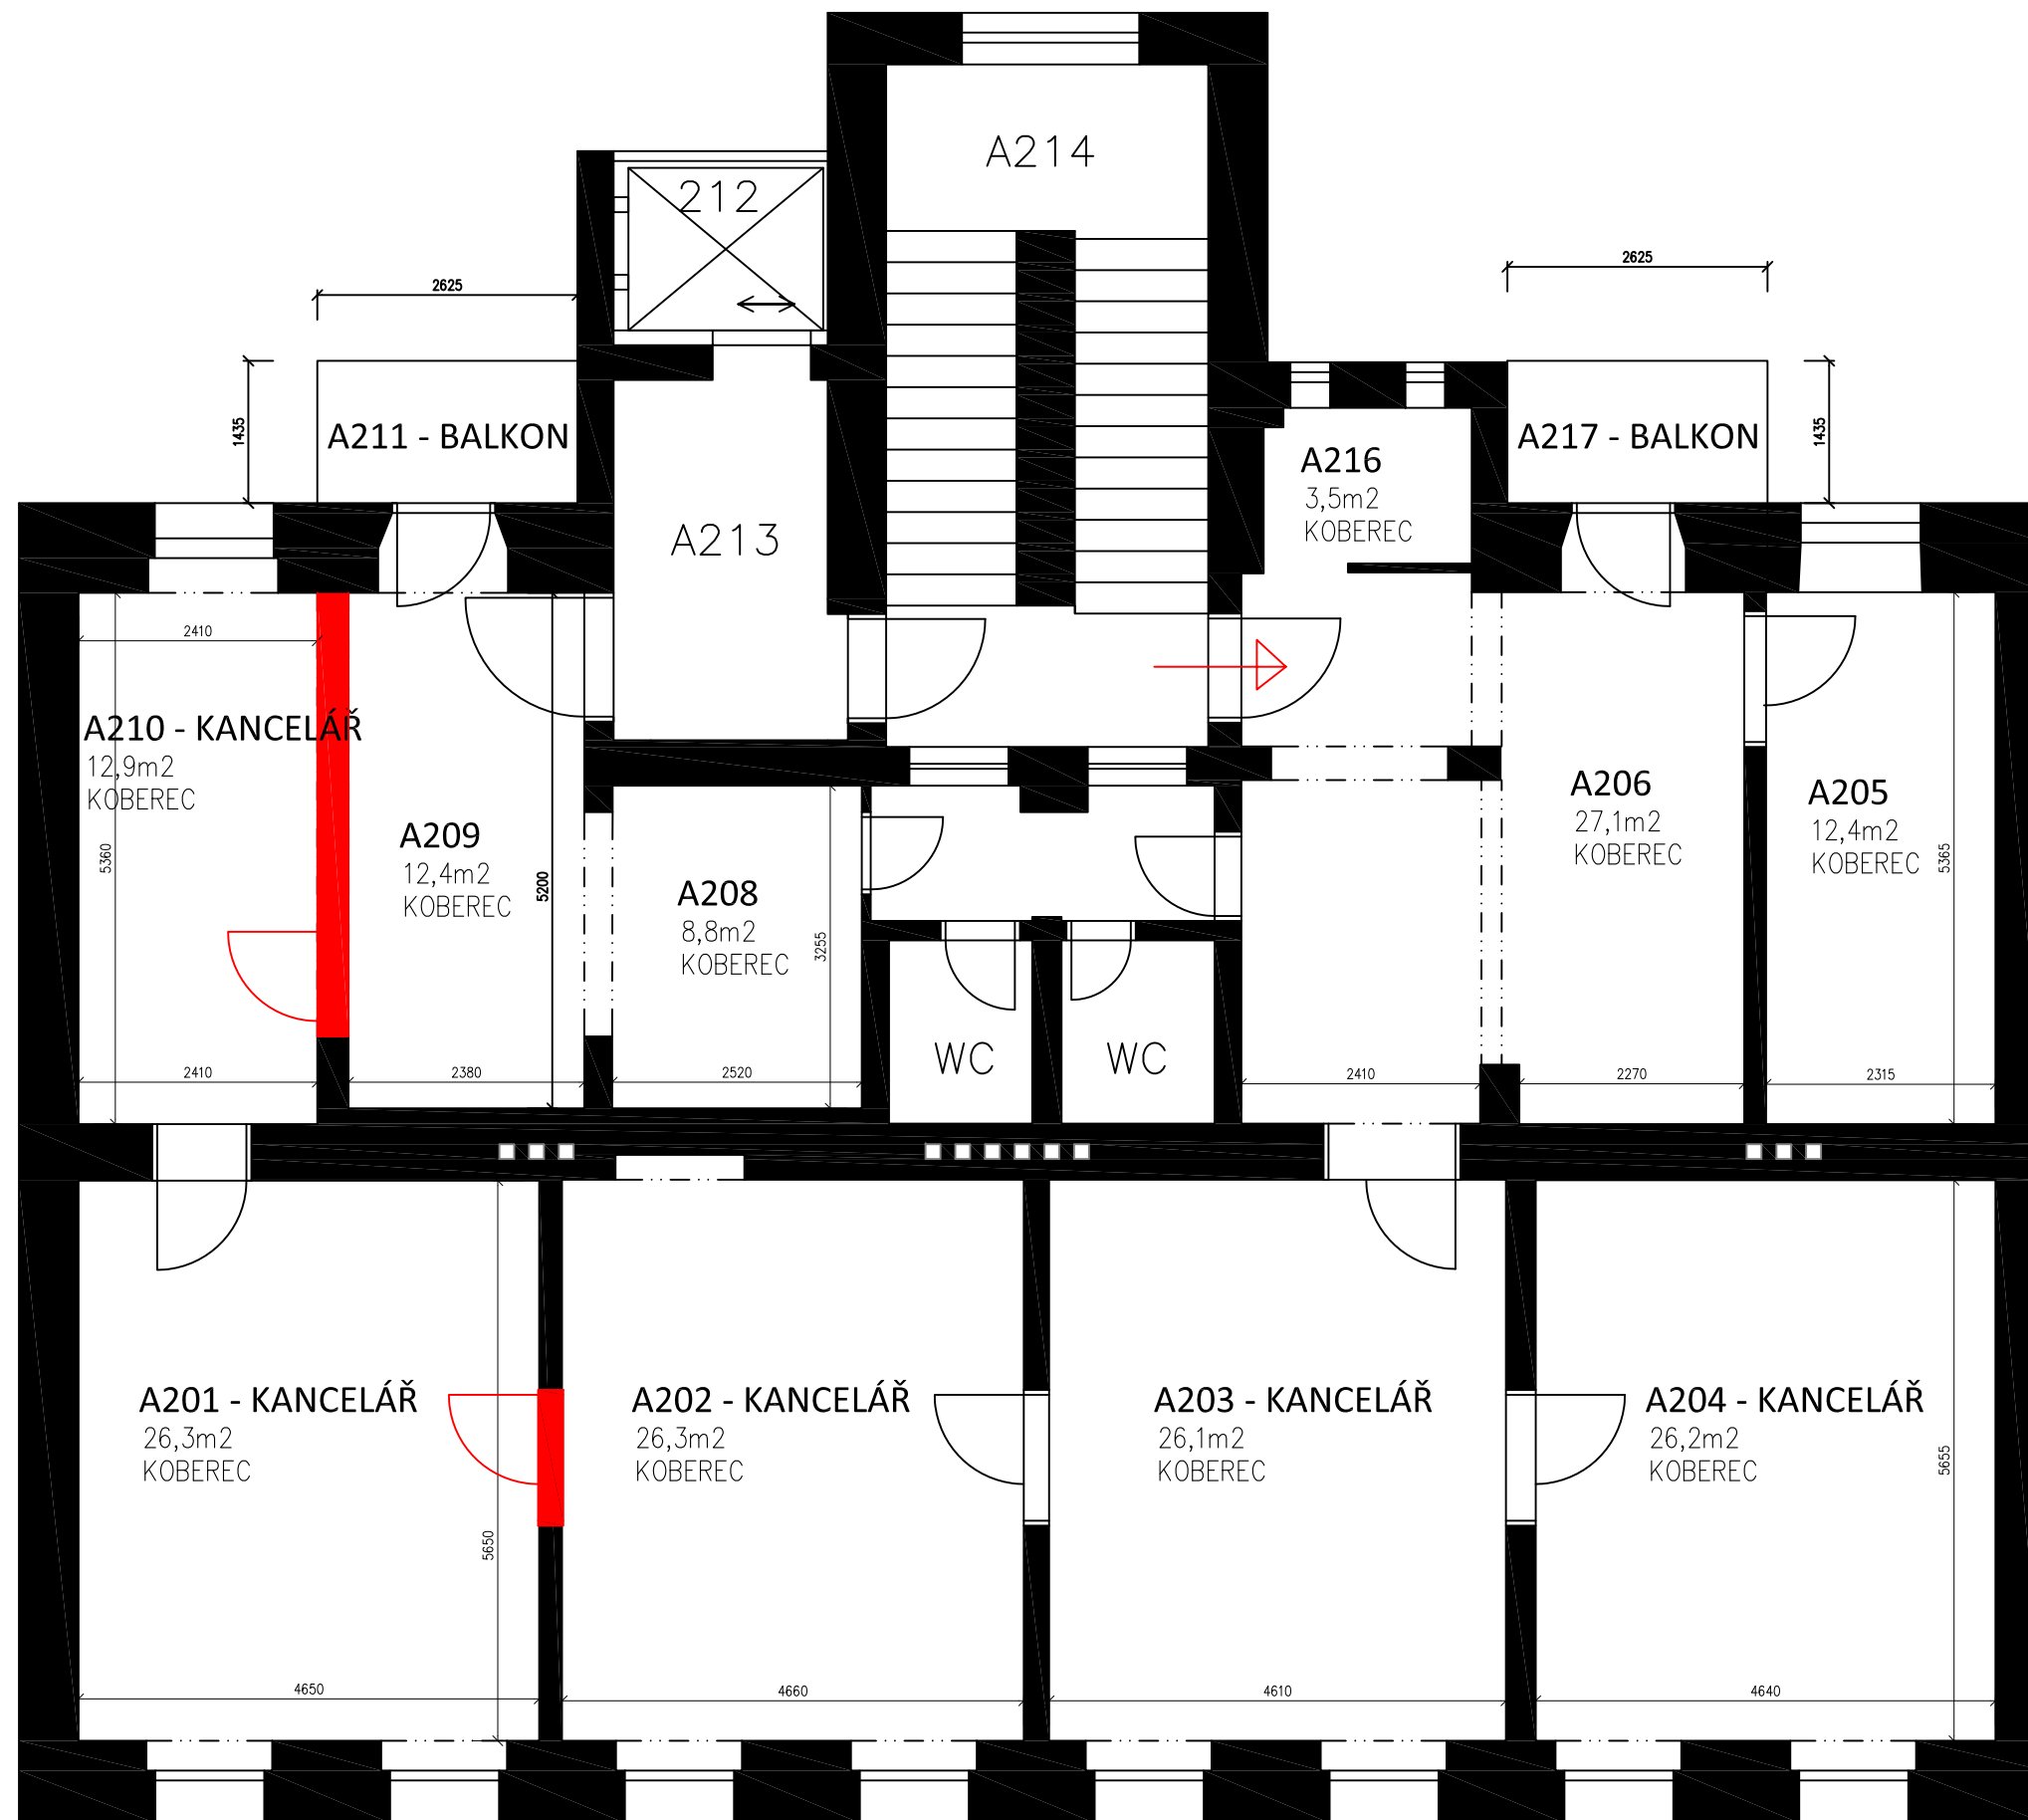 A214
212
2625
2625
1435
A211 - BALKON
A217 - BALKON
1435
A216
3,5m2
KOBEREC
A213
2410
A210 - KANCELÁŘ
12,9m2
KOBEREC
5360
A209
12,4m2
KOBEREC
5200
A208
8,8m2
KOBEREC
3255
A206
27,1m2
KOBEREC
A205
12,4m2
KOBEREC
5365
WC
WC
2410
2380
2520
2410
2270
2315
A201 - KANCELÁŘ
26,3m2
KOBEREC
5650
A202 - KANCELÁŘ
26,3m2
KOBEREC
A203 - KANCELÁŘ
26,1m2
KOBEREC
A204 - KANCELÁŘ
26,2m2
KOBEREC
5655
4650
4660
4610
4640